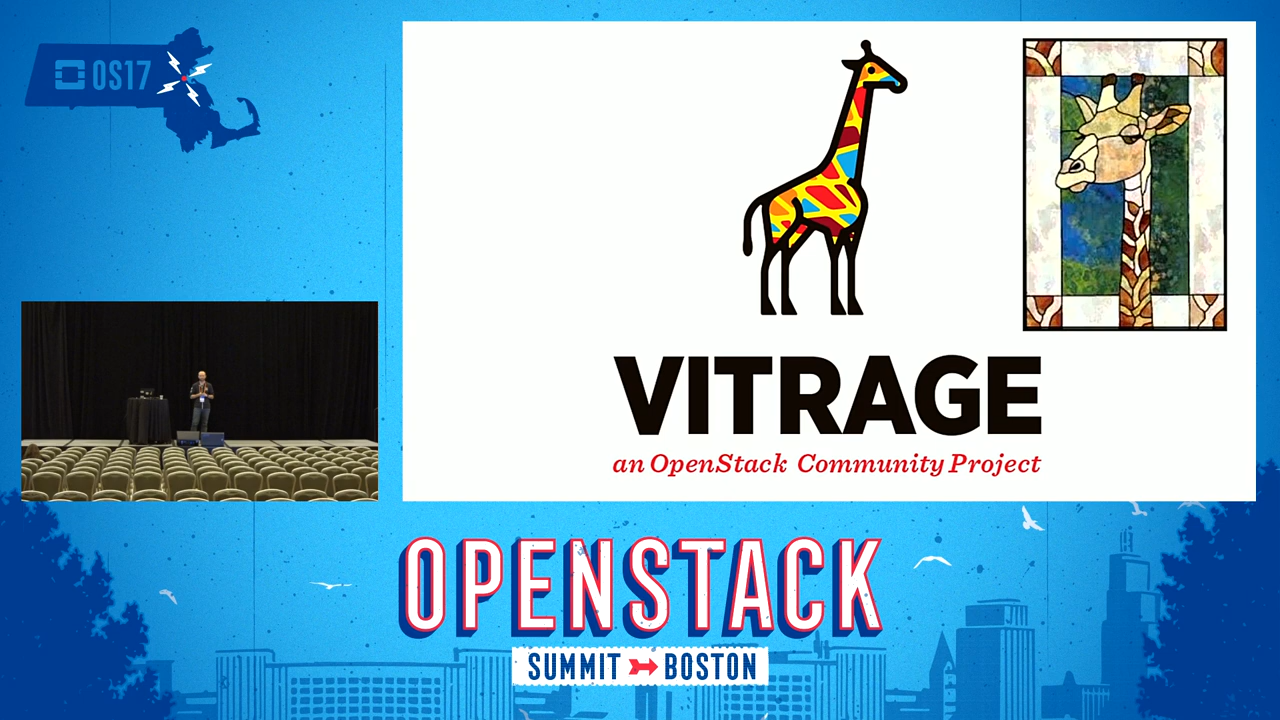 OS17
VITRAGE
an OpenStack Community Project
OPENSTACK
SUMMIT BOSTON